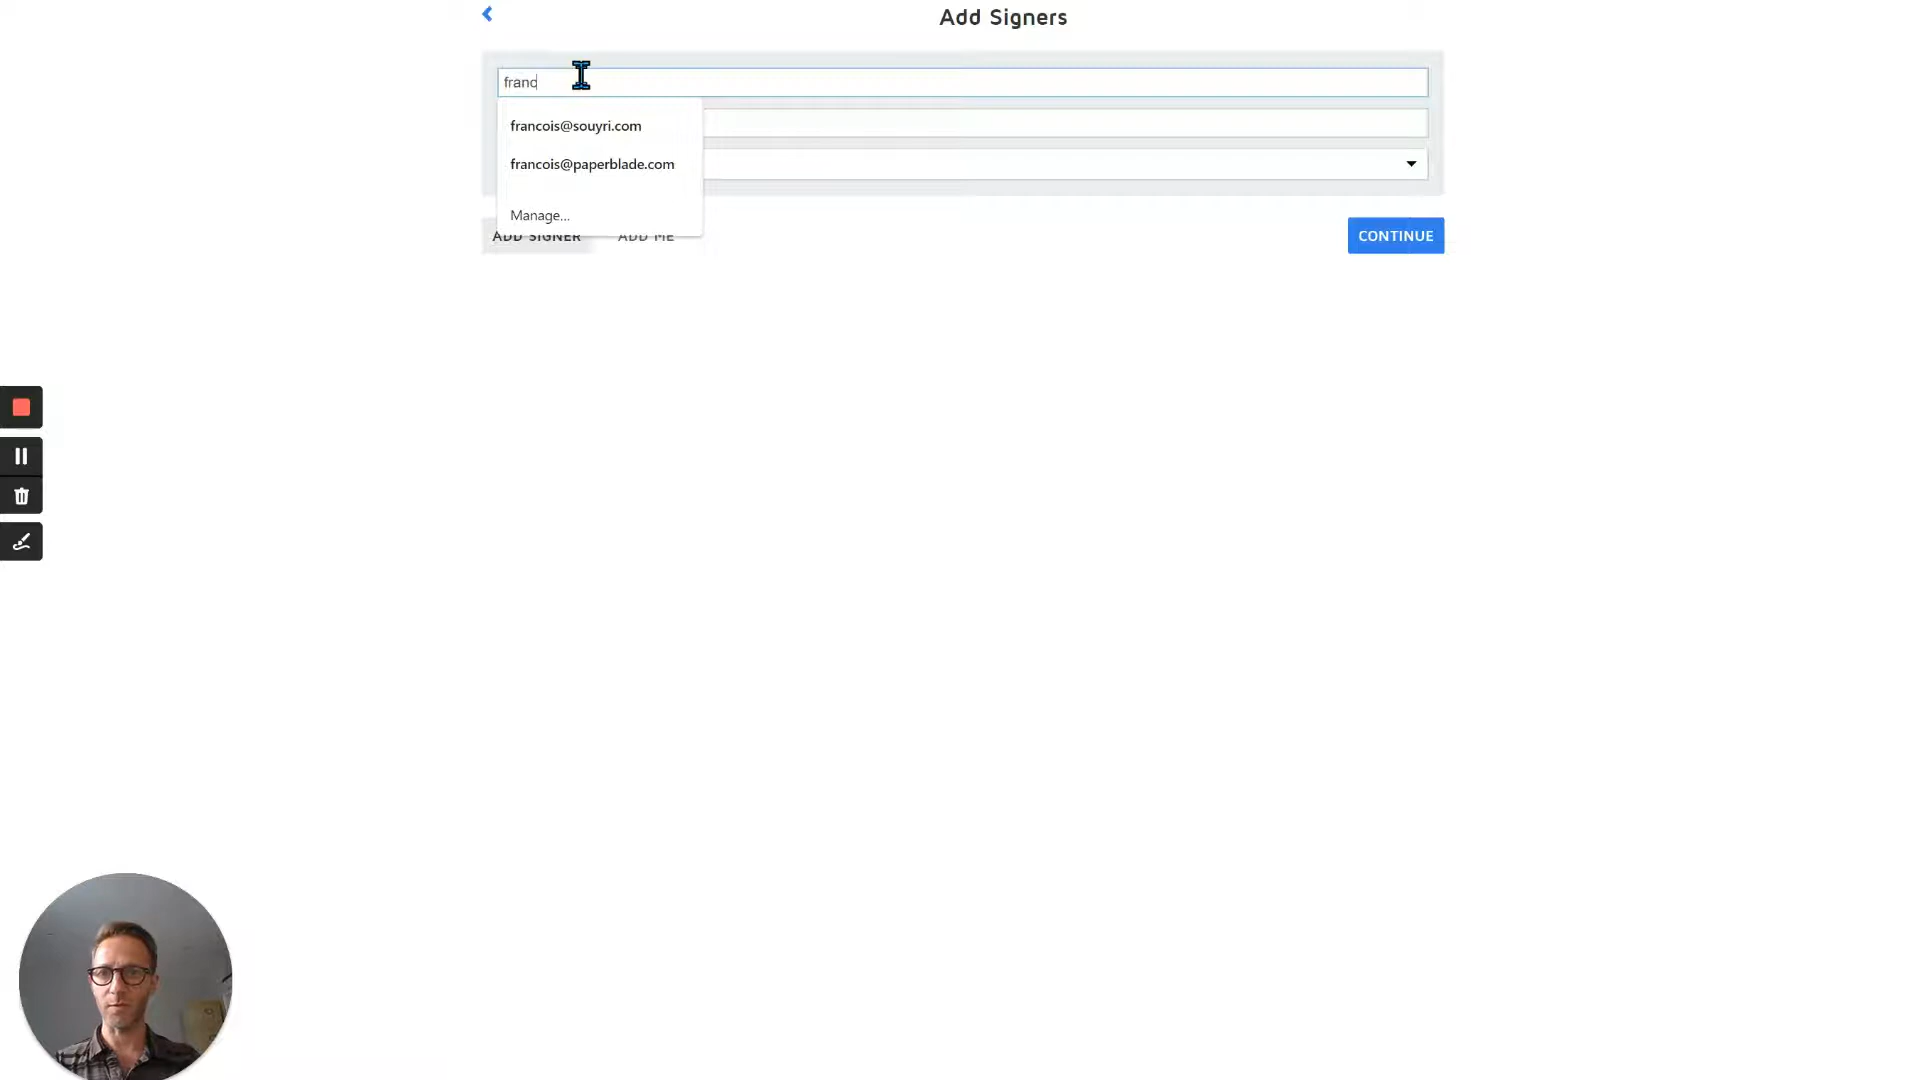 Add Signers
franc
francois@souyri.com
francois@paperblade.com
Manage...
ADD SIGNER
ADD ME
CONTINUE